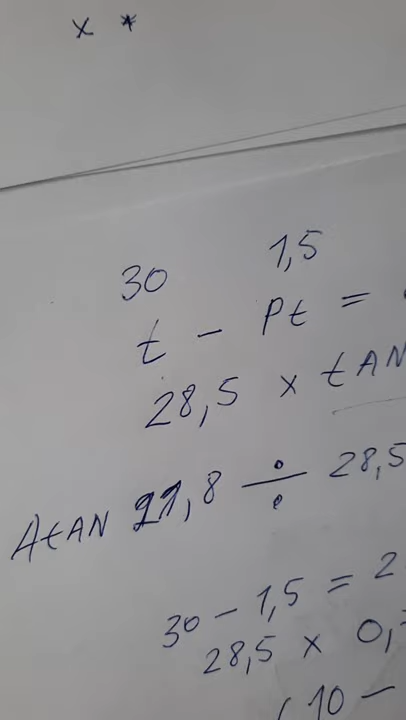 x *
30 1,5
t - Pt =
28,5 x tAN
AtAN 21,8 ÷ 28,5
30 - 1,5 = 2
28,5 x 0,
(10 -